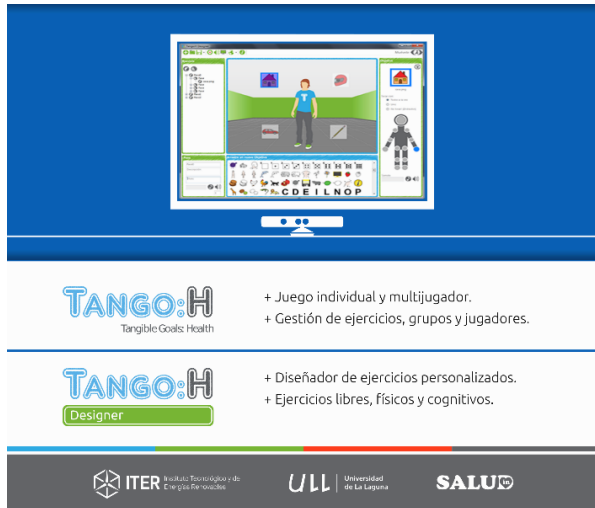 C D E I L N O P
TANGO:H
Tangible Goals: Health
+ Juego individual y multijugador.
+ Gestión de ejercicios, grupos y jugadores.
TANGO:H
Designer
+ Diseñador de ejercicios personalizados.
+ Ejercicios libres, físicos y cognitivos.
ITER
Instituto Tecnológico y de
Energías Renovables
ULL
Universidad
de La Laguna
SALUD in